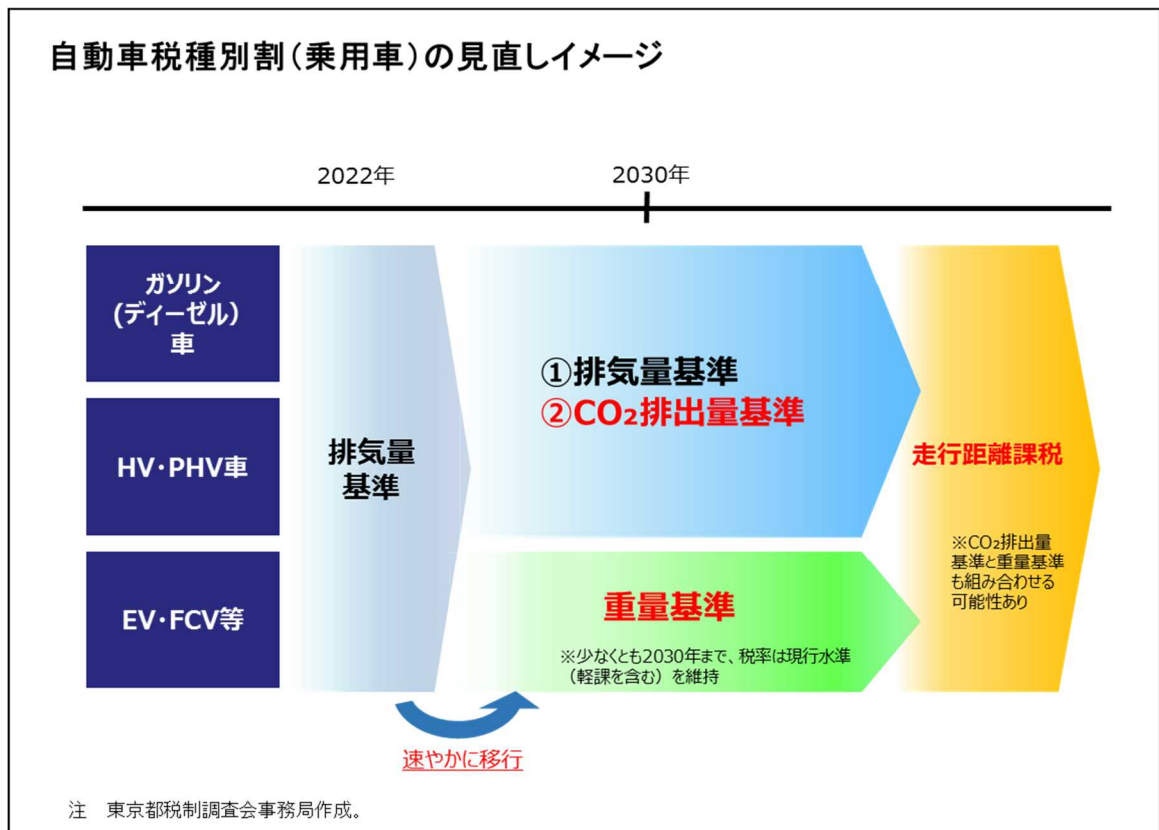 自動車税種別割(乗用車)の見直しイメージ
2022年
2030年
ガソリン
(ディーゼル)
車
HV・PHV車
EV・FCV等
排気量
基準
①排気量基準
②CO₂排出量基準
重量基準
※少なくとも2030年まで、税率は現行水準
(軽課を含む)を維持
走行距離課税
※CO₂排出量
基準と重量基準
も組み合わせる
可能性あり
速やかに移行
注 東京都税制調査会事務局作成。